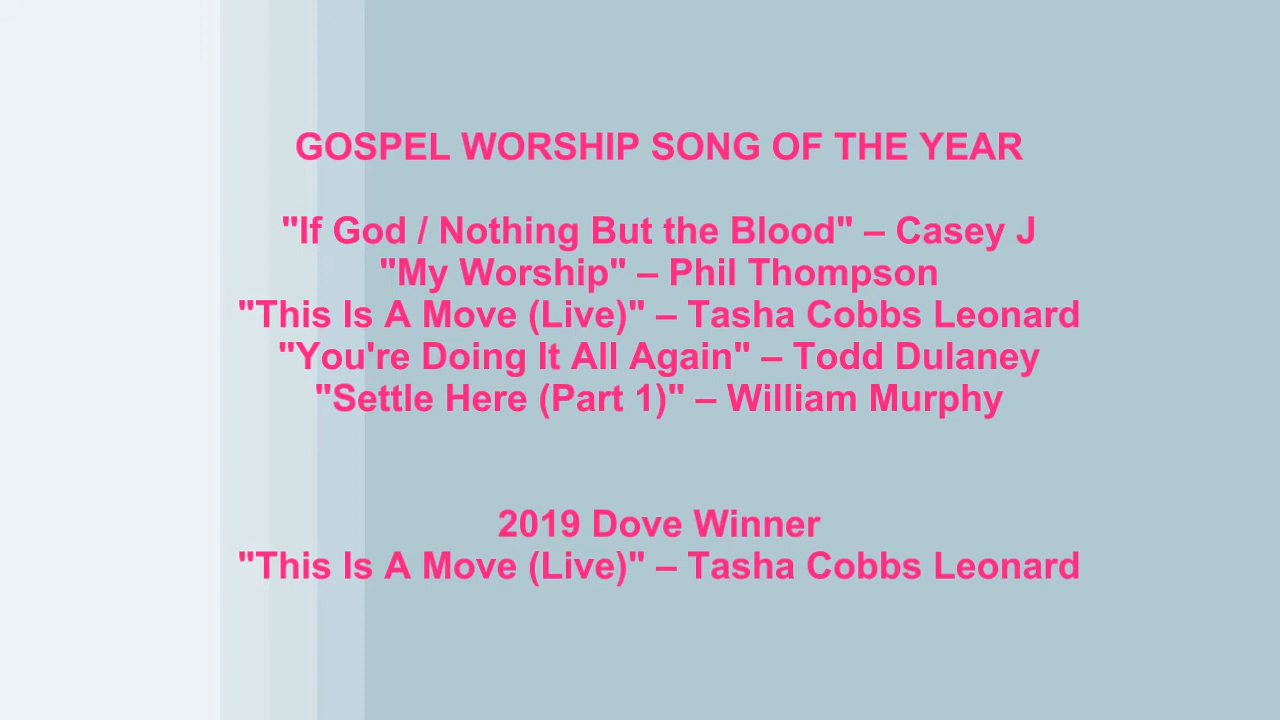 GOSPEL WORSHIP SONG OF THE YEAR
"If God / Nothing But the Blood" – Casey J
"My Worship" – Phil Thompson
"This Is A Move (Live)" – Tasha Cobbs Leonard
"You're Doing It All Again" – Todd Dulaney
"Settle Here (Part 1)" – William Murphy
2019 Dove Winner
"This Is A Move (Live)" – Tasha Cobbs Leonard